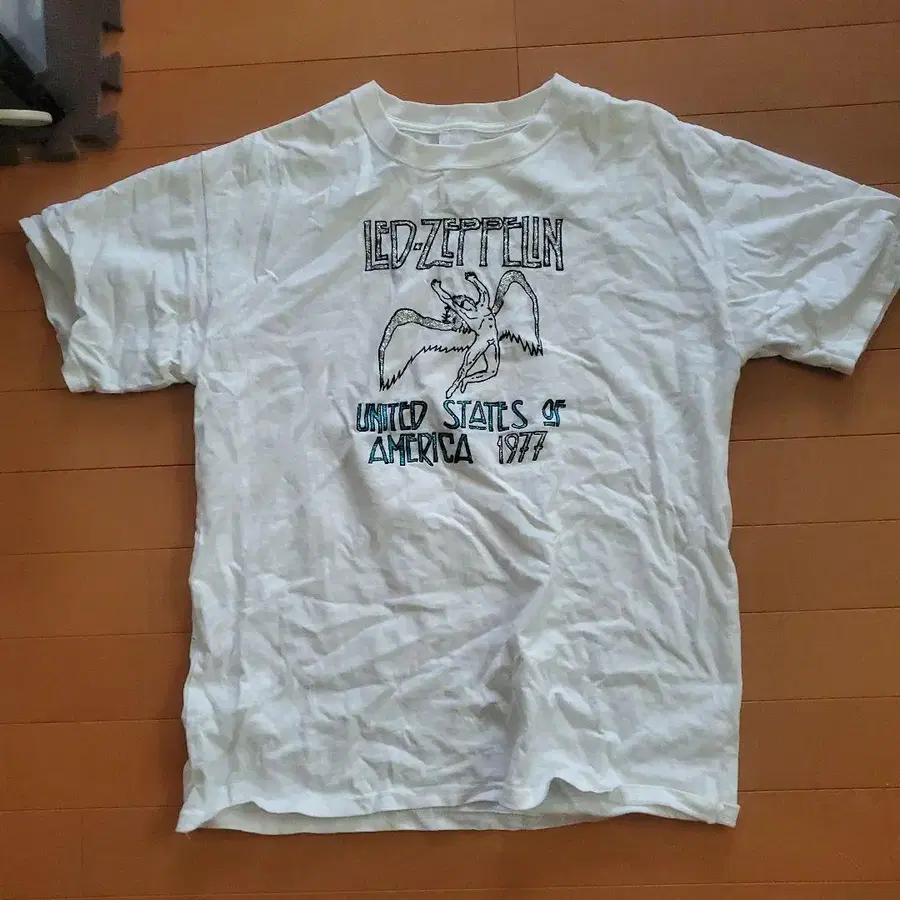 LED-ZEPPELIN
UNITED STATES OF
AMERICA 1977